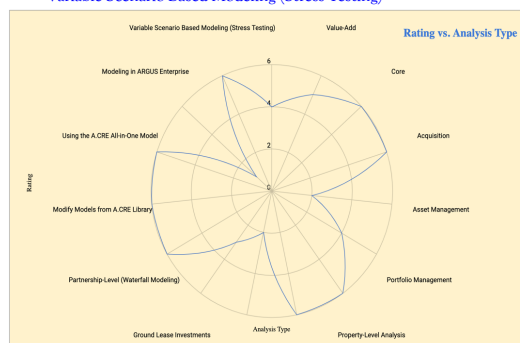 Variable Scenario Based Modeling (Stress Testing)
Variable Scenario Based Modeling (Stress Testing)
Value-Add
Rating vs. Analysis Type
Modeling in ARGUS Enterprise
6
Core
4
Using the A.CRE All-in-One Model
Acquisition
2
Rating
0
Modify Models from A.CRE Library
Asset Management
Partnership-Level (Waterfall Modeling)
Portfolio Management
Ground Lease Investments
Analysis Type
Property-Level Analysis